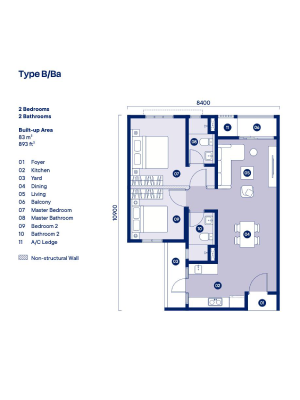 Type B/Ba
2 Bedrooms
2 Bathrooms
Built-up Area
83 m²
893 ft²
01 Foyer
02 Kitchen
03 Yard
04 Dining
05 Living
06 Balcony
07 Master Bedroom
08 Master Bathroom
09 Bedroom 2
10 Bathroom 2
11 A/C Ledge
Non-structural Wall
8400
10900
11
06
08
05
07
09
10
04
03
02
01